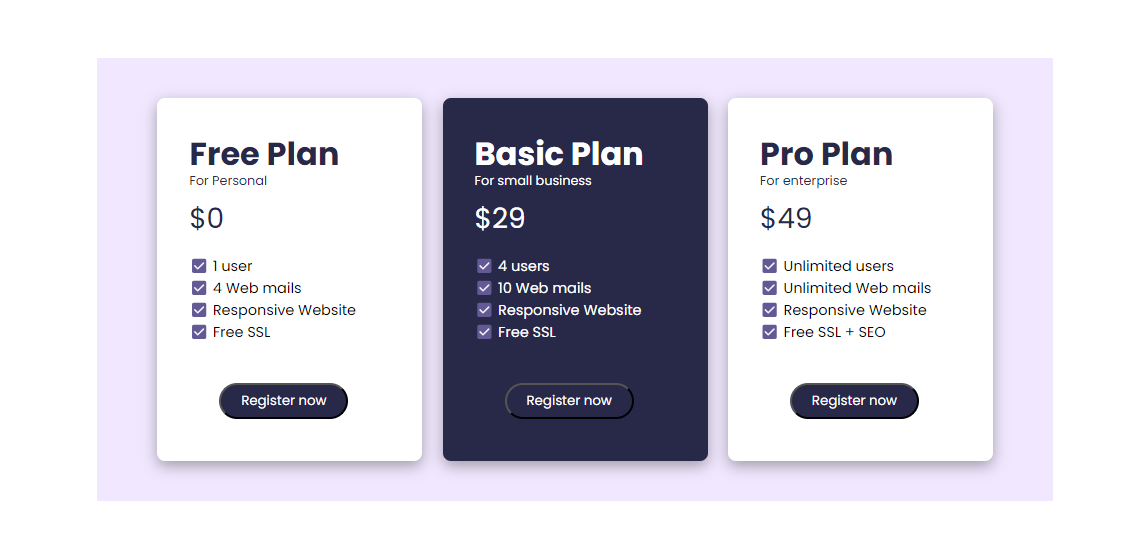 Free Plan
For Personal
$0
1 user
4 Web mails
Responsive Website
Free SSL
Register now
Basic Plan
For small business
$29
4 users
10 Web mails
Responsive Website
Free SSL
Register now
Pro Plan
For enterprise
$49
Unlimited users
Unlimited Web mails
Responsive Website
Free SSL + SEO
Register now